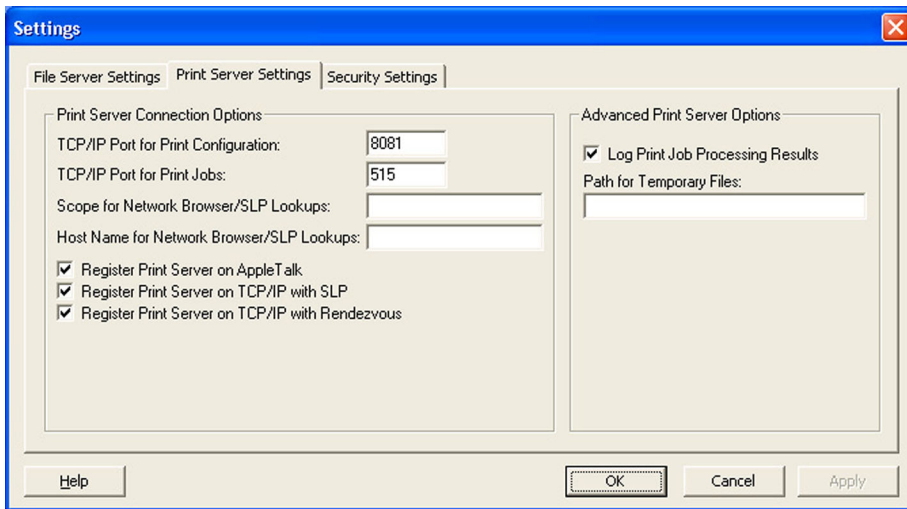 Settings
File Server Settings
Print Server Settings
Security Settings
Print Server Connection Options
TCP/IP Port for Print Configuration: 8081
TCP/IP Port for Print Jobs: 515
Scope for Network Browser/SLP Lookups:
Host Name for Network Browser/SLP Lookups:
Register Print Server on AppleTalk
Register Print Server on TCP/IP with SLP
Register Print Server on TCP/IP with Rendezvous
Advanced Print Server Options
Log Print Job Processing Results
Path for Temporary Files:
Help
OK
Cancel
Apply